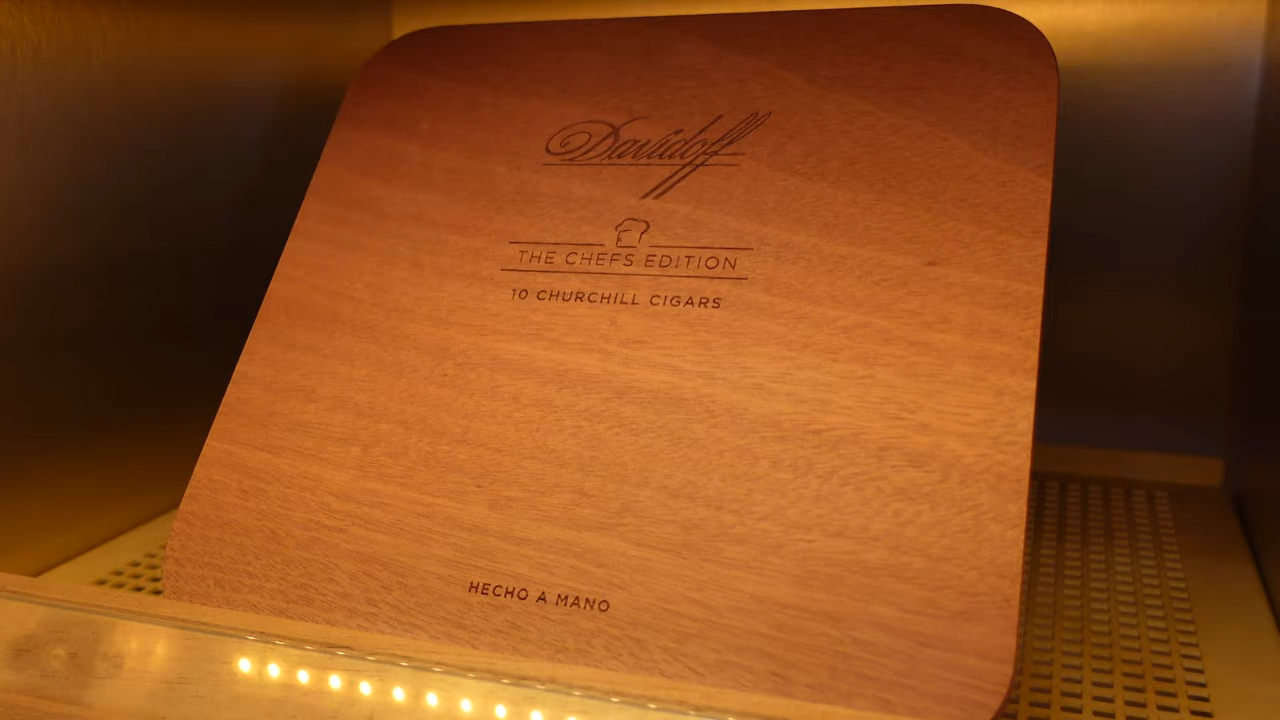 Davidoff
THE CHEFS EDITION
10 CHURCHILL CIGARS
HECHO A MANO